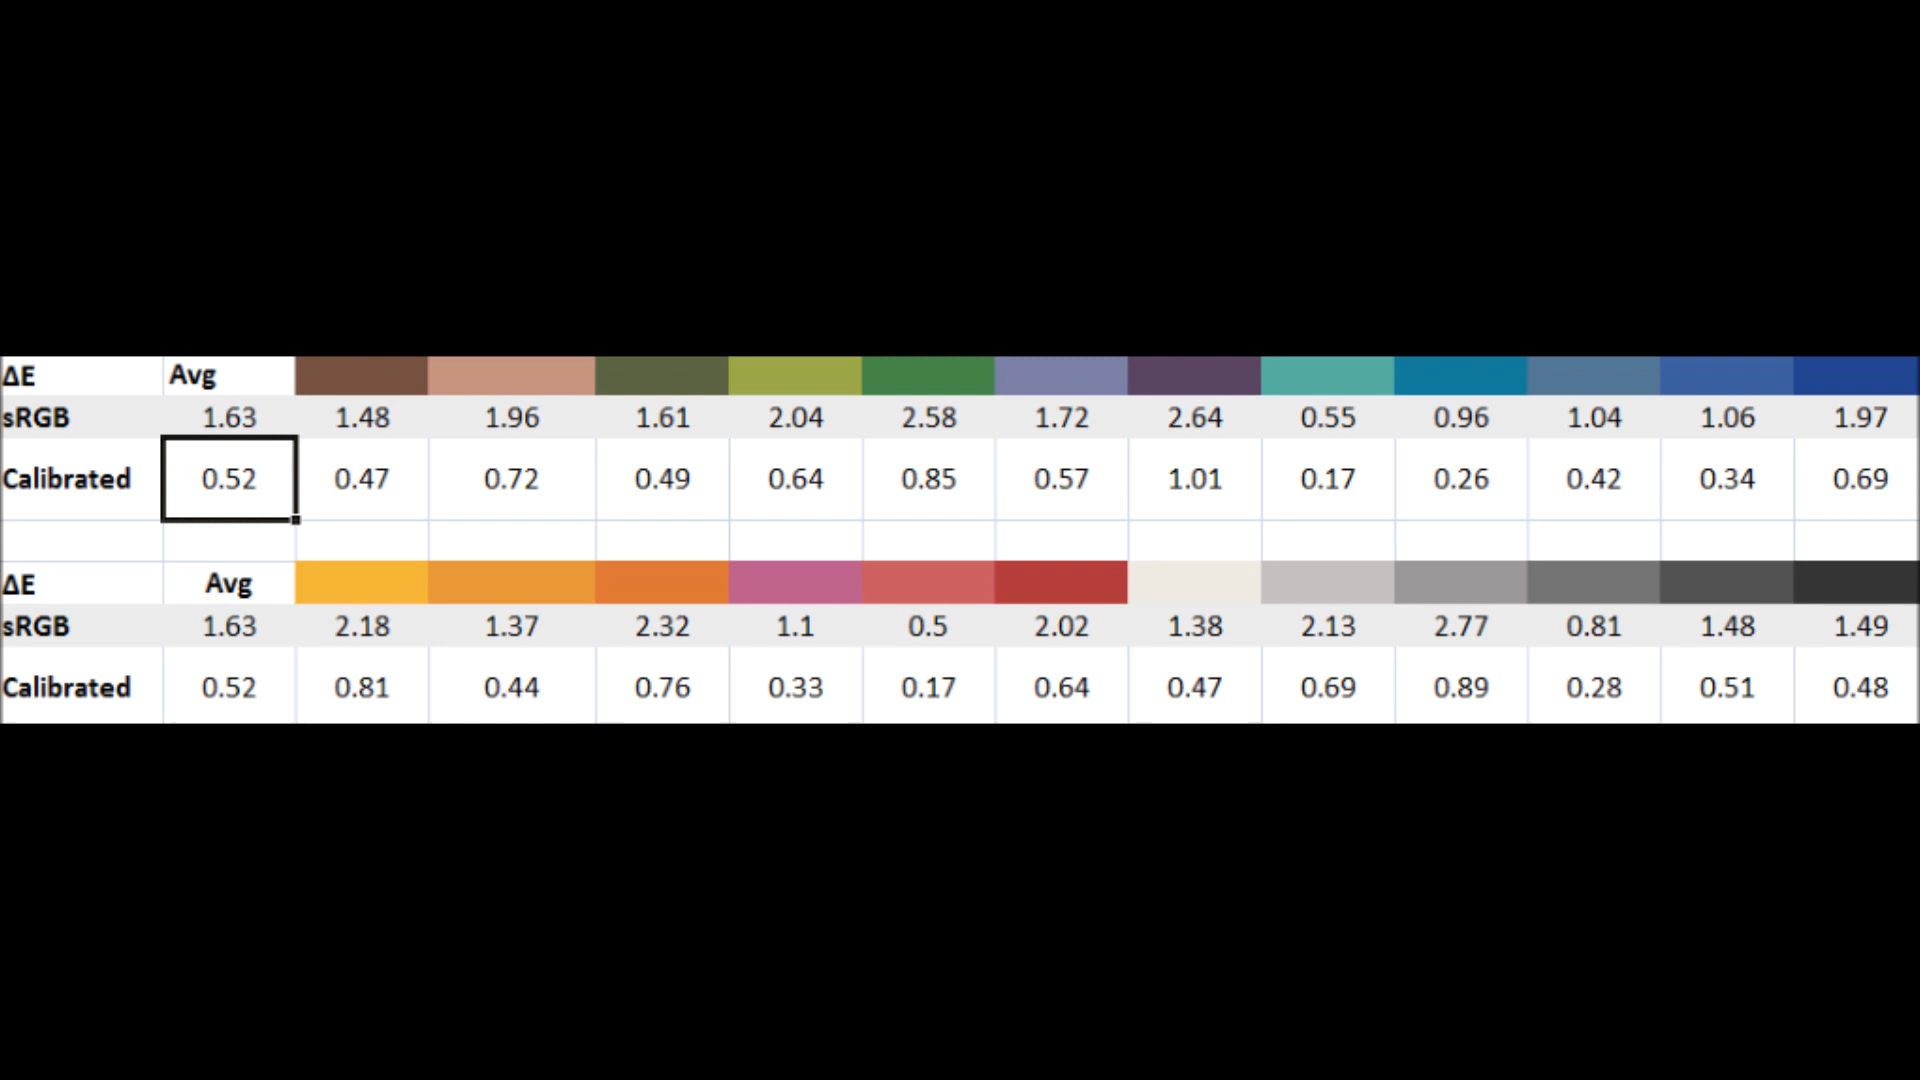 ΔE Avg
sRGB 1.63 1.48 1.96 1.61 2.04 2.58 1.72 2.64 0.55 0.96 1.04 1.06 1.97
Calibrated 0.52 0.47 0.72 0.49 0.64 0.85 0.57 1.01 0.17 0.26 0.42 0.34 0.69
ΔE Avg
sRGB 1.63 2.18 1.37 2.32 1.1 0.5 2.02 1.38 2.13 2.77 0.81 1.48 1.49
Calibrated 0.52 0.81 0.44 0.76 0.33 0.17 0.64 0.47 0.69 0.89 0.28 0.51 0.48